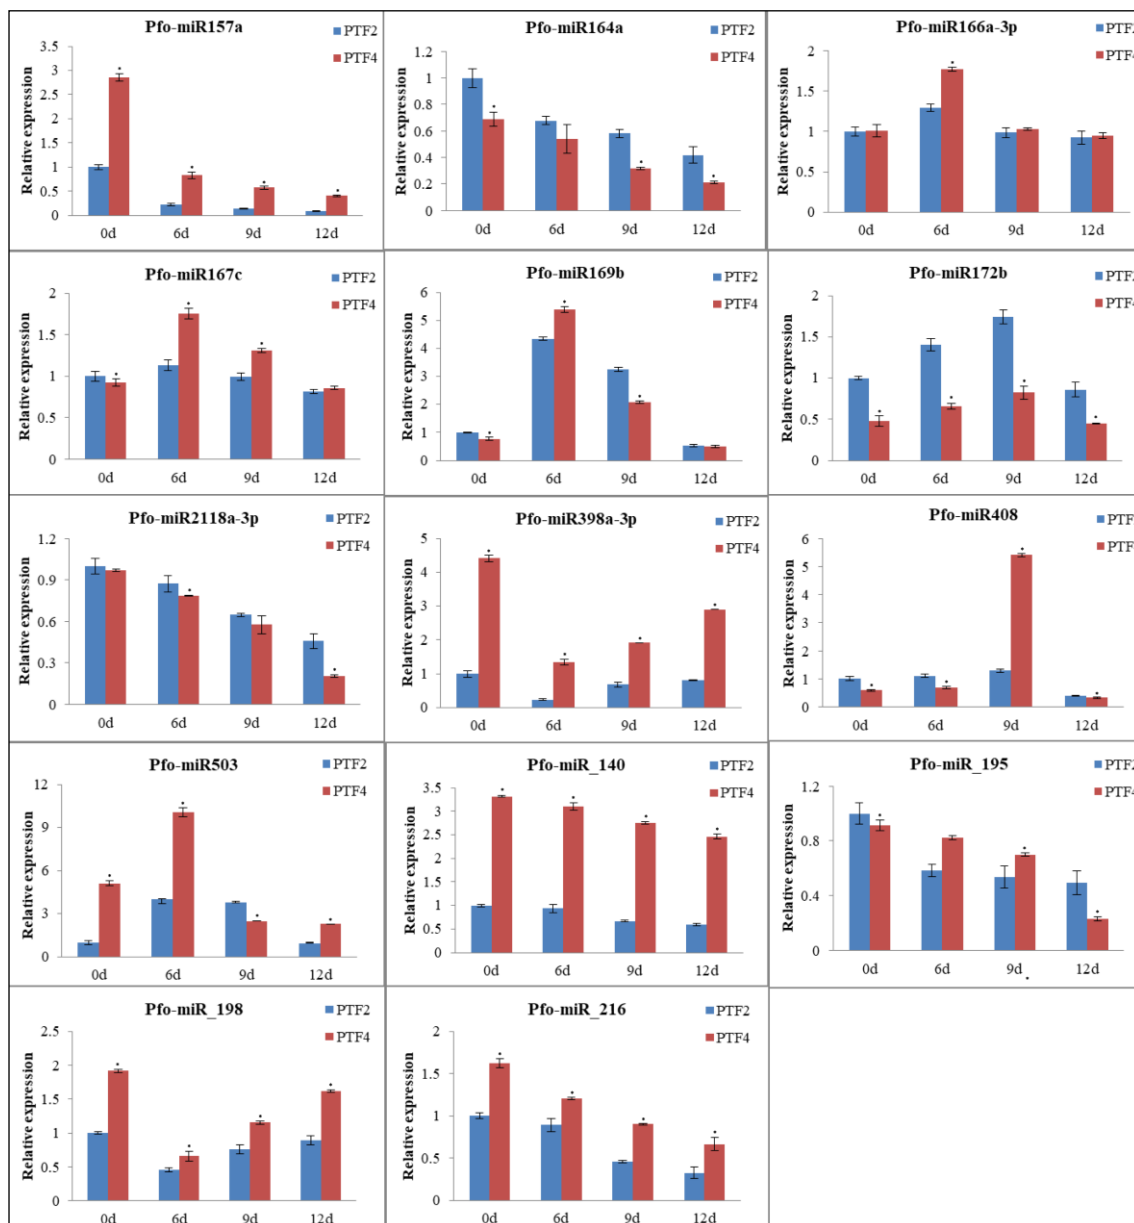 Pfo-miR157a
PTF2
PTF4
Relative expression
3.5
3
2.5
2
1.5
1
0.5
0
0d 6d 9d 12d
Pfo-miR164a
PTF2
PTF4
Relative expression
1.2
1
0.8
0.6
0.4
0.2
0
0d 6d 9d 12d
Pfo-miR166a-3p
PTF2
PTF4
Relative expression
2
1.5
1
0.5
0
0d 6d 9d 12d
Pfo-miR167c
PTF2
PTF4
Relative expression
2
1.5
1
0.5
0
0d 6d 9d 12d
Pfo-miR169b
PTF2
PTF4
Relative expression
6
5
4
3
2
1
0
0d 6d 9d 12d
Pfo-miR172b
PTF2
PTF4
Relative expression
2
1.5
1
0.5
0
0d 6d 9d 12d
Pfo-miR2118a-3p
PTF2
PTF4
Relative expression
1.2
0.9
0.6
0.3
0
0d 6d 9d 12d
Pfo-miR398a-3p
PTF2
PTF4
Relative expression
5
4
3
2
1
0
0d 6d 9d 12d
Pfo-miR408
PTF
PTF
Relative expression
6
5
4
3
2
1
0
0d 6d 9d 12d
Pfo-miR503
PTF2
PTF4
Relative expression
12
9
6
3
0
0d 6d 9d 12d
Pfo-miR_140
PTF2
PTF4
Relative expression
3.5
3
2.5
2
1.5
1
0.5
0
0d 6d 9d 12d
Pfo-miR_195
PTF2
PTF4
Relative expression
1.2
0.8
0.4
0
0d 6d 9d 12d
Pfo-miR_198
PTF2
PTF4
Relative expression
2.5
2
1.5
1
0.5
0
0d 6d 9d 12d
Pfo-miR_216
PTF2
PTF4
Relative expression
2
1.5
1
0.5
0
0d 6d 9d 12d